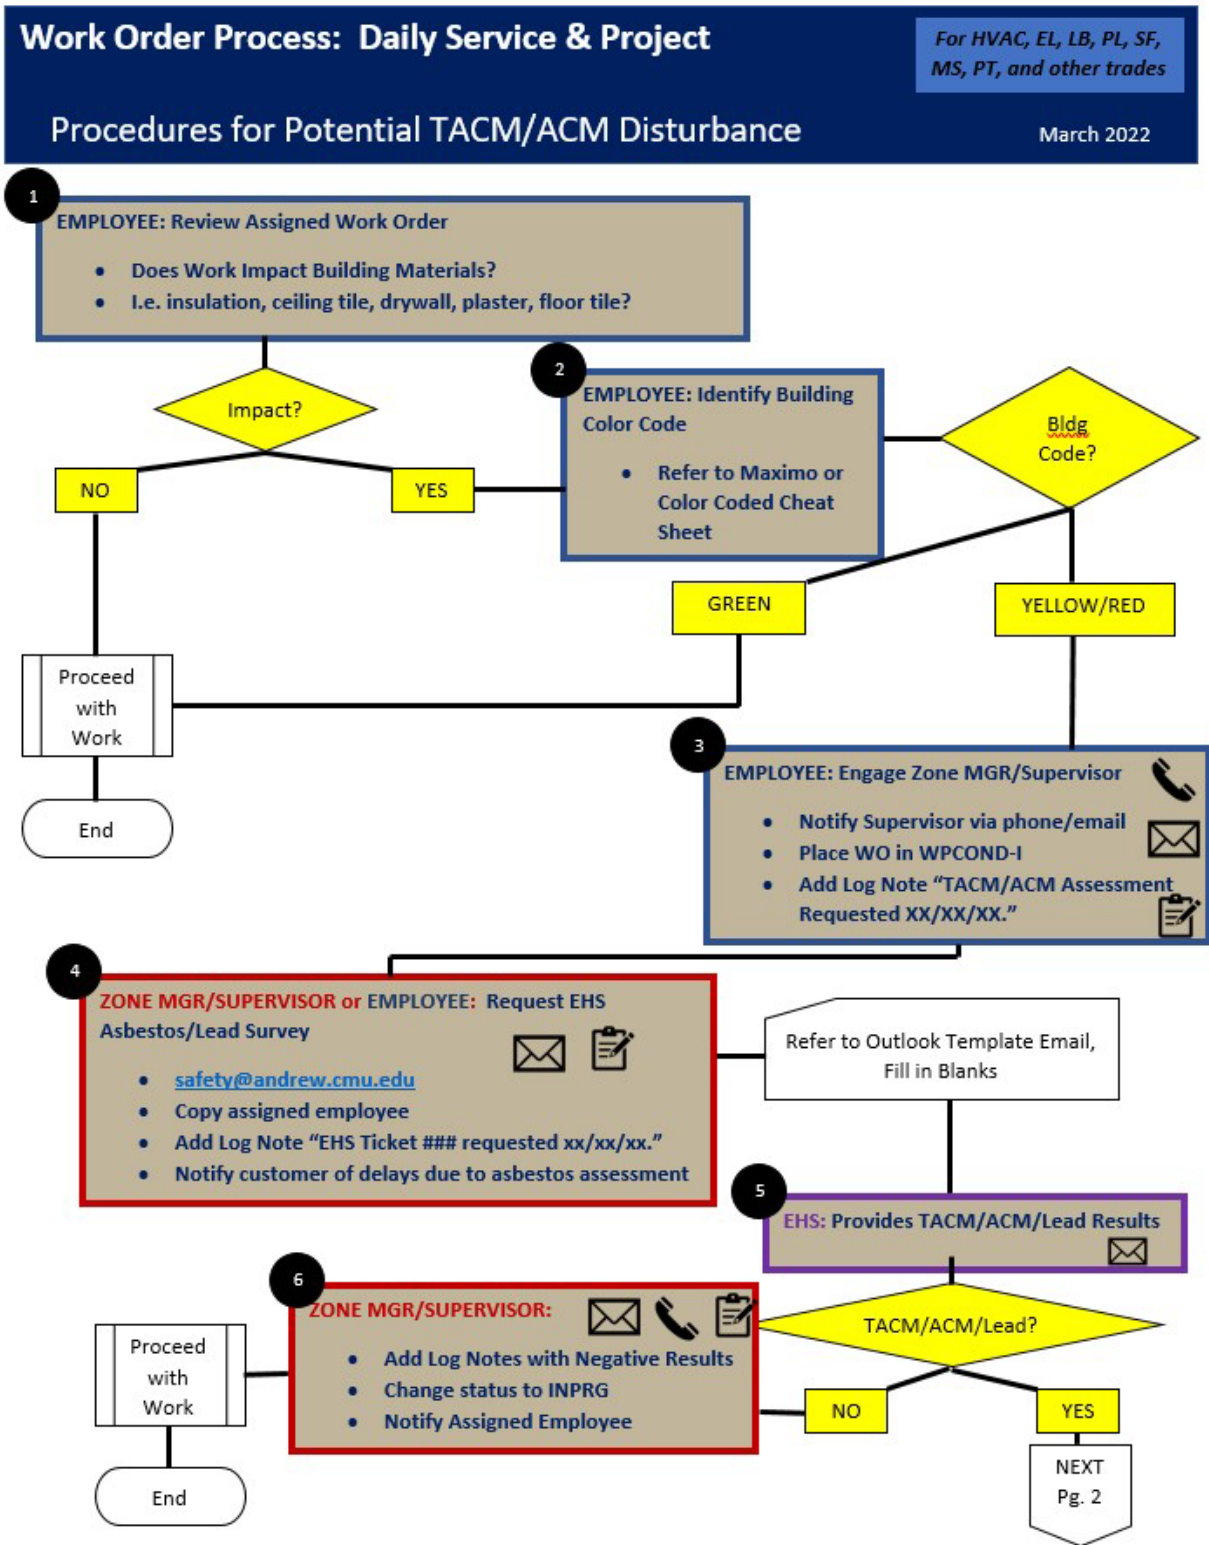 Work Order Process:  Daily Service & Project
For HVAC, EL, LB, PL, SF,
MS, PT, and other trades
Procedures for Potential TACM/ACM Disturbance
March 2022
1
EMPLOYEE: Review Assigned Work Order
• Does Work Impact Building Materials?
• I.e. insulation, ceiling tile, drywall, plaster, floor tile?
Impact?
NO
YES
2
EMPLOYEE: Identify Building
Color Code
• Refer to Maximo or
Color Coded Cheat
Sheet
Bldg
Code?
GREEN
YELLOW/RED
Proceed
with
Work
End
3
EMPLOYEE: Engage Zone MGR/Supervisor
• Notify Supervisor via phone/email
• Place WO in WPCOND-I
• Add Log Note “TACM/ACM Assessment
Requested XX/XX/XX.”
4
ZONE MGR/SUPERVISOR or EMPLOYEE:  Request EHS
Asbestos/Lead Survey
• safety@andrew.cmu.edu
• Copy assigned employee
• Add Log Note “EHS Ticket ### requested xx/xx/xx.”
• Notify customer of delays due to asbestos assessment
Refer to Outlook Template Email,
Fill in Blanks
5
EHS: Provides TACM/ACM/Lead Results
TACM/ACM/Lead?
NO
YES
NEXT
Pg. 2
6
ZONE MGR/SUPERVISOR:
• Add Log Notes with Negative Results
• Change status to INPRG
• Notify Assigned Employee
Proceed
with
Work
End